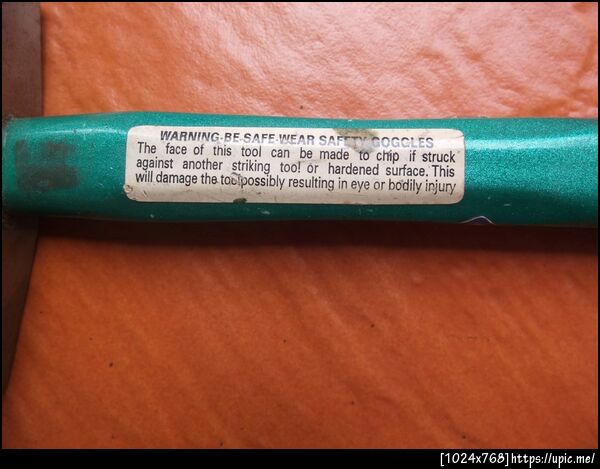 WARNING-BE-SAFE-WEAR SAFETY GOGGLES
The face of this tool can be made to chip if struck
against another striking tool or hardened surface. This
will damage the toolpossibly resulting in eye or bodily injury
[1024x768]https://upic.me/